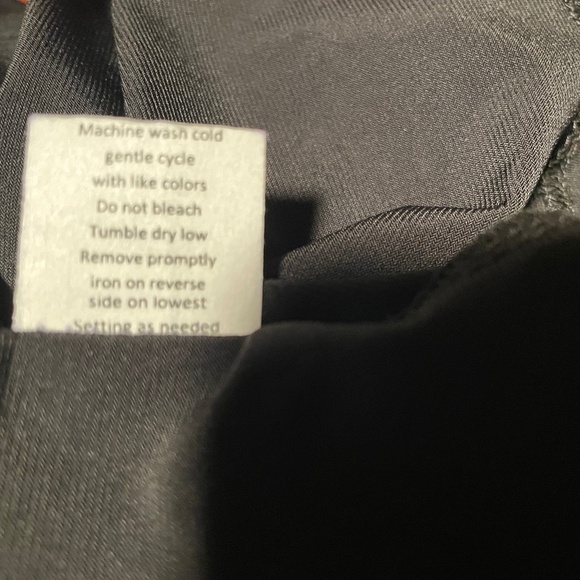 Machine wash cold
gentle cycle
with like colors
Do not bleach
Tumble dry low
Remove promptly
iron on reverse
side on lowest
Setting as needed